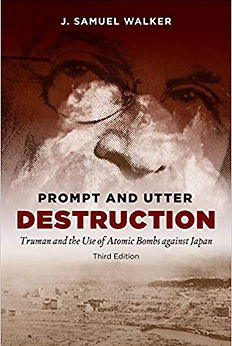 J. SAMUEL WALKER
PROMPT AND UTTER
DESTRUCTION
Truman and the Use of Atomic Bombs against Japan
Third Edition